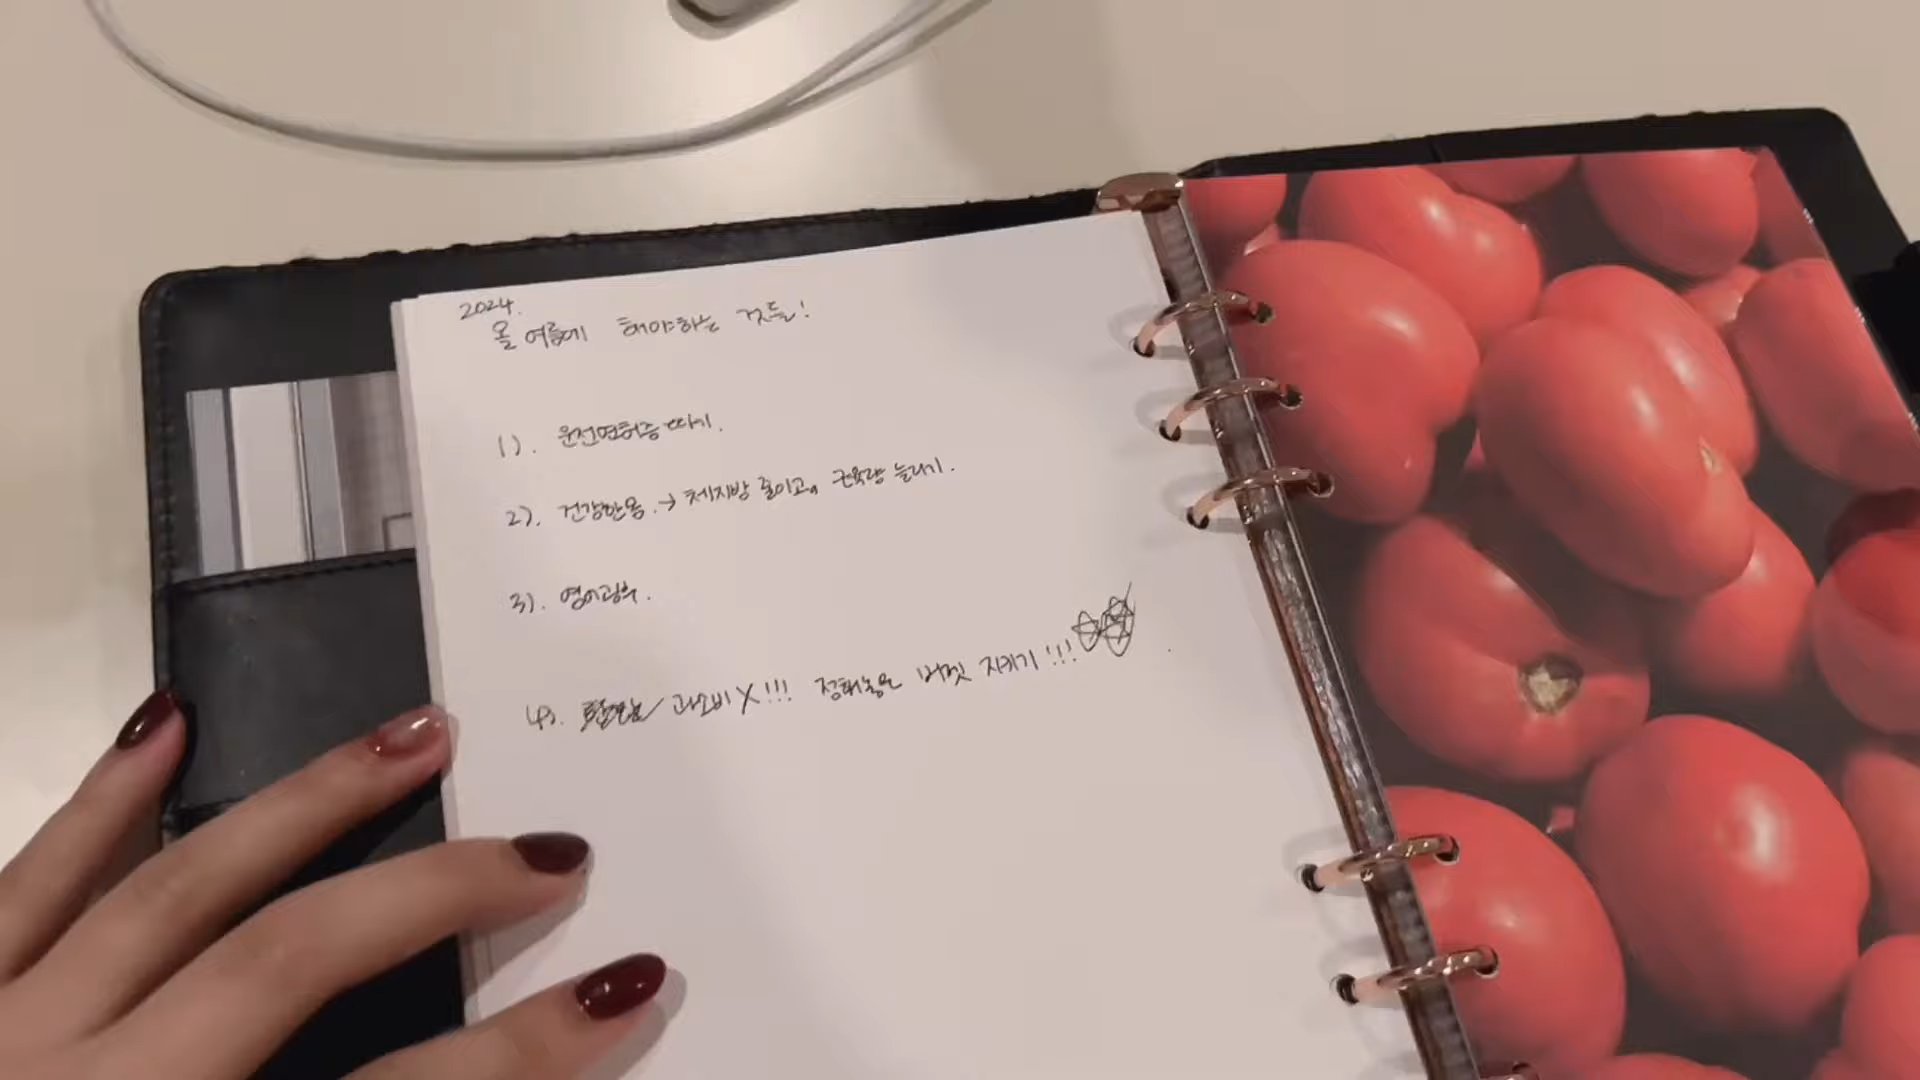 2024.
올 여름에 해야하는 것들!
1). 운전면허증 따기.
2). 건강한몸. → 체지방 줄이고, 근육량 늘리기.
3). 영어공부.
4). 과소비 X!!! 정해놓은 버젯 지키기!!!